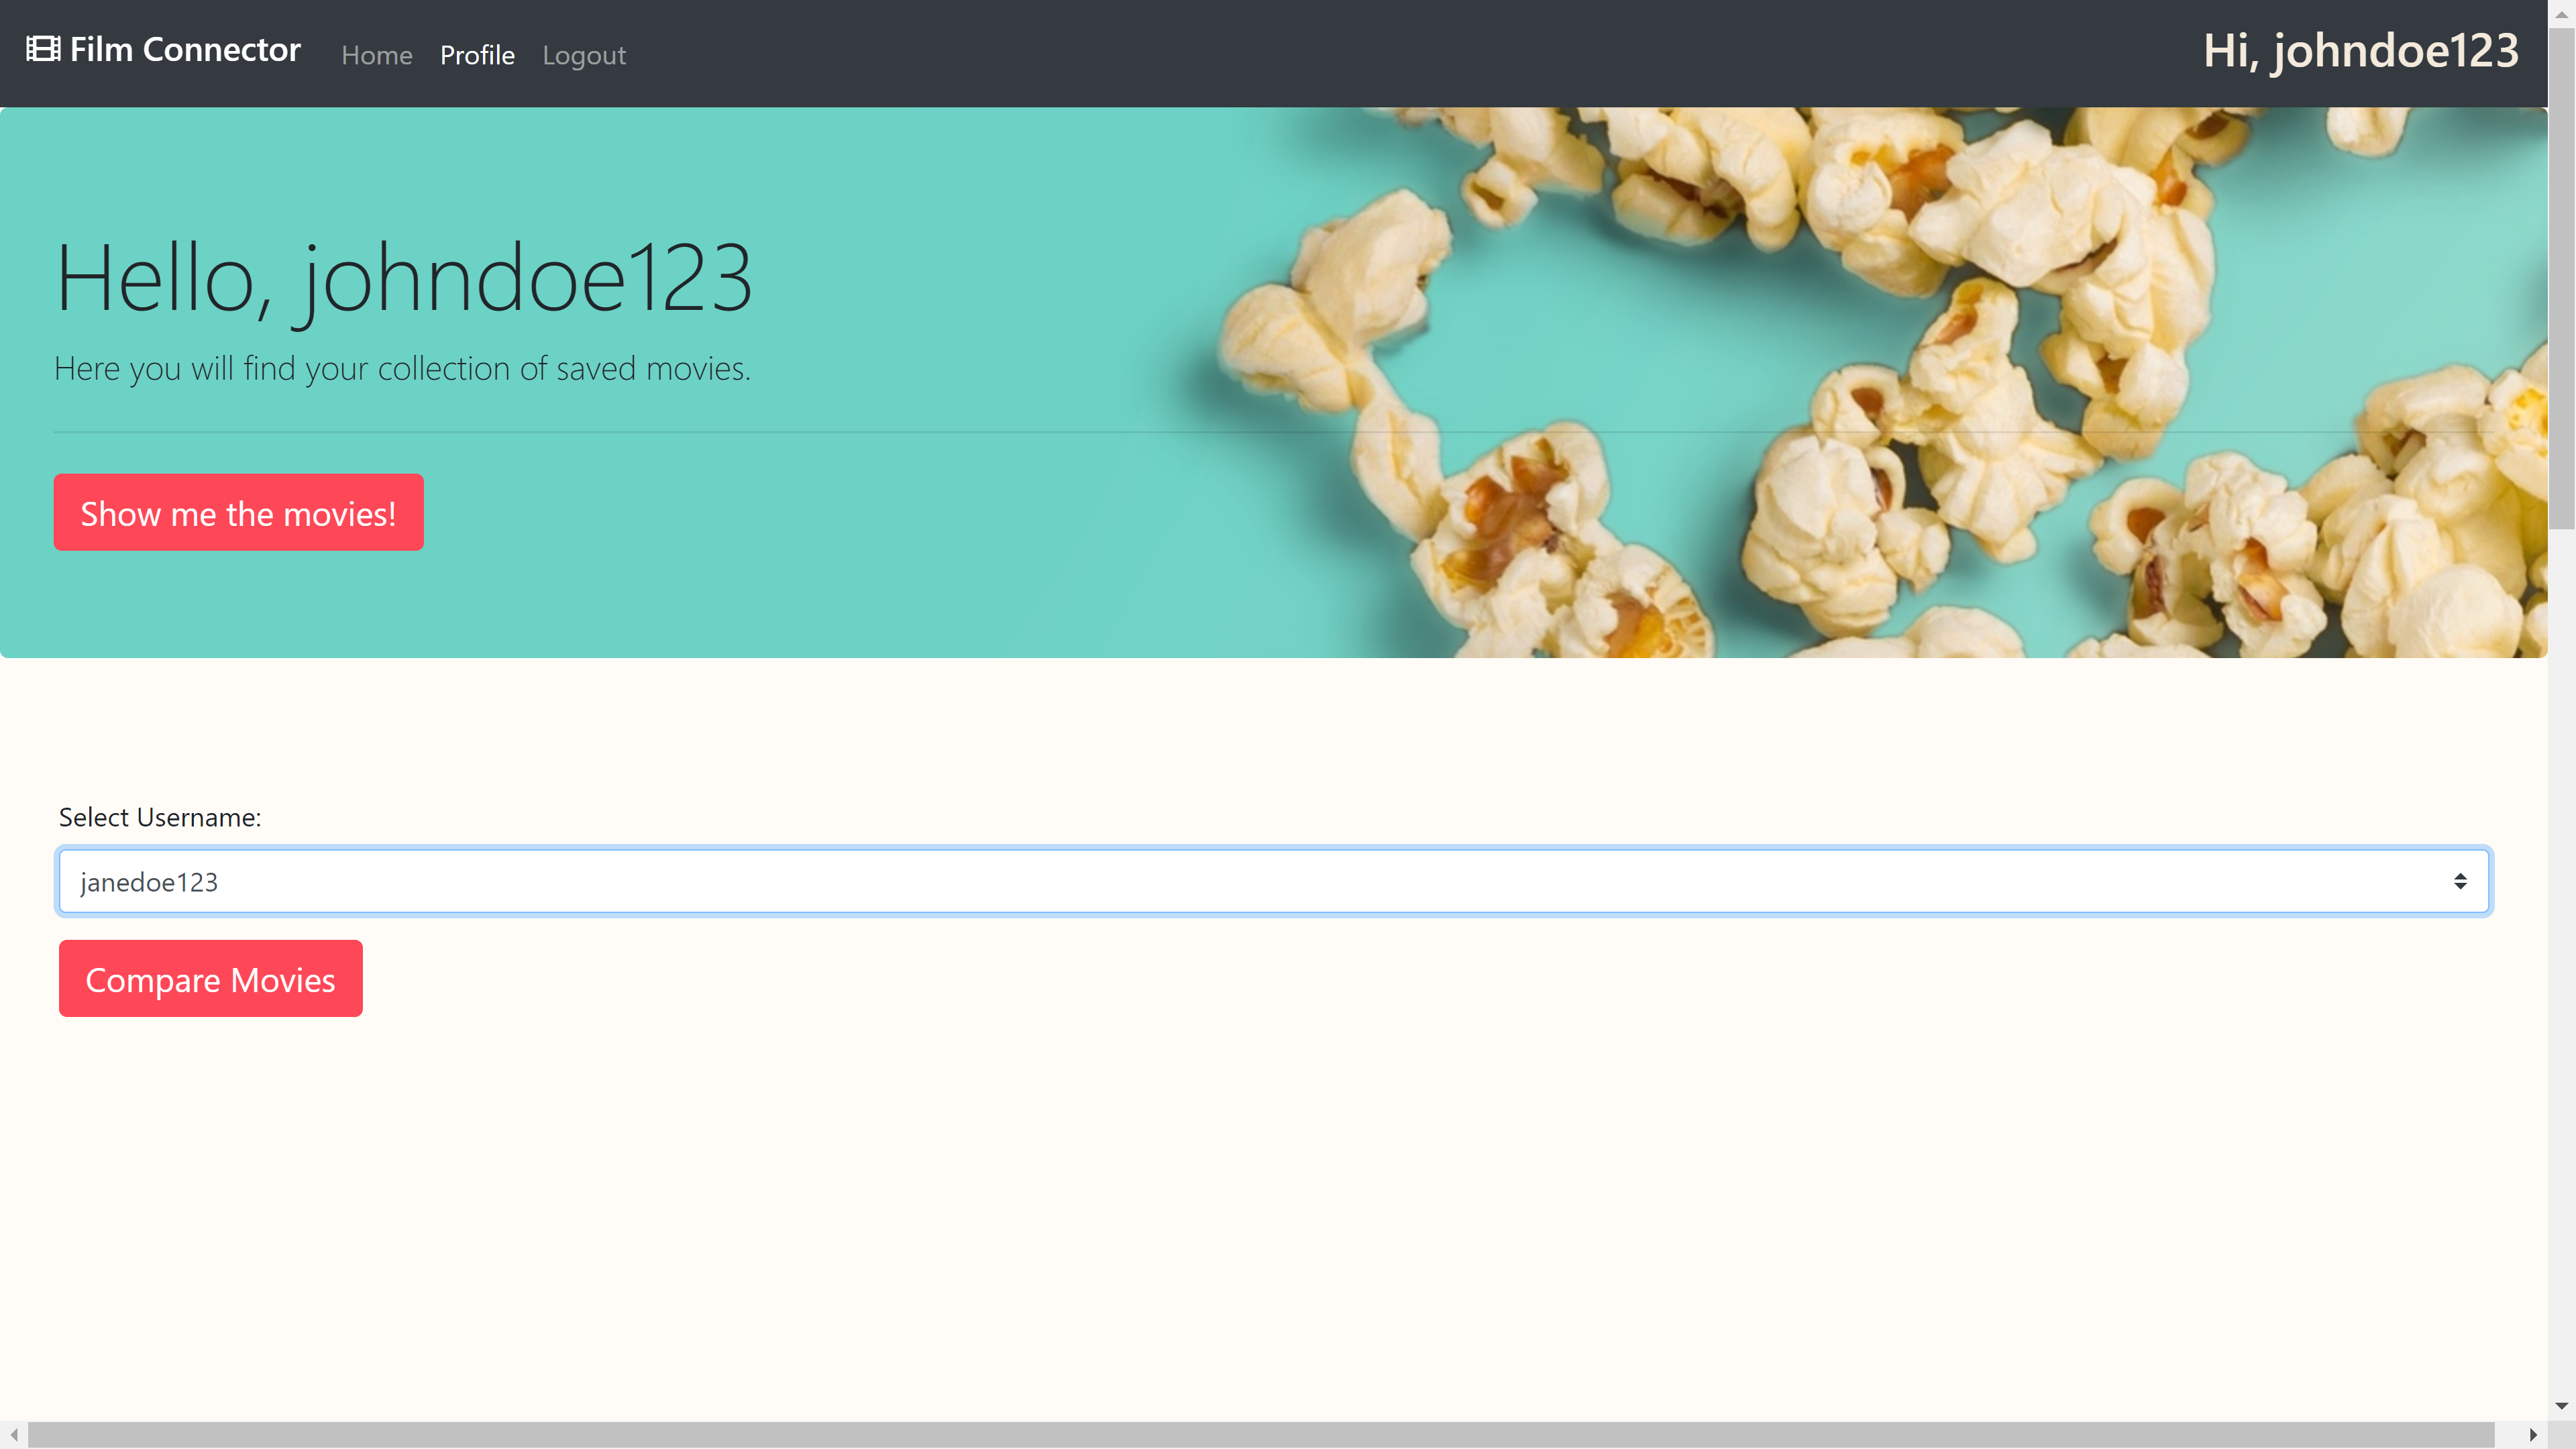 Film Connector Home Profile Logout Hi, johndoe123
Hello, johndoe123
Here you will find your collection of saved movies.
Show me the movies!
Select Username:
janedoe123
Compare Movies